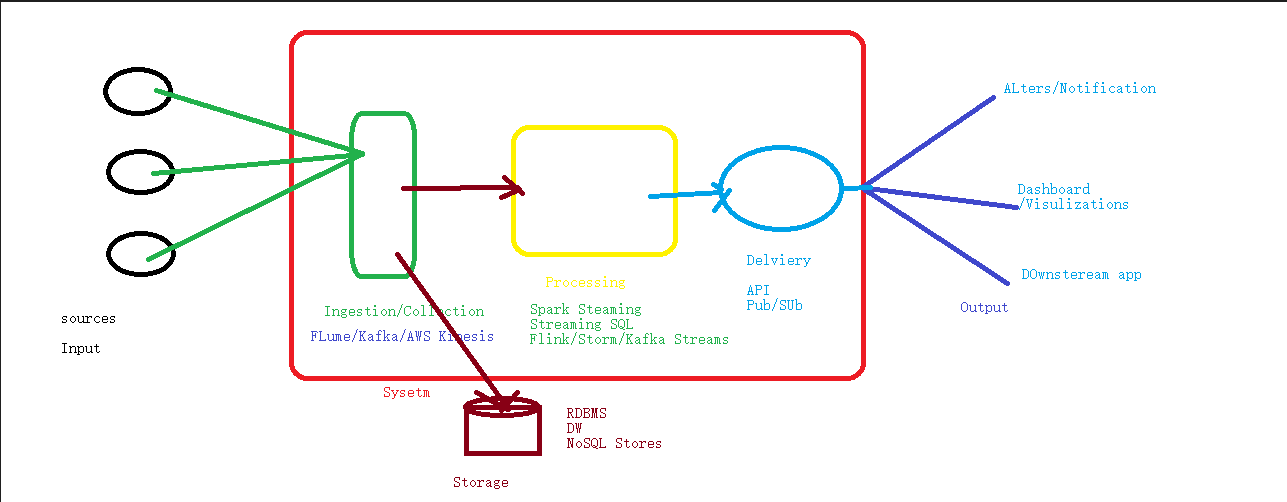 sources
Input
Ingestion/Collection
FLume/Kafka/AWS Kinesis
Processing
Spark Steaming
Streaming SQL
Flink/Storm/Kafka Streams
Delviery
API
Pub/SUb
Sysetm
RDBMS
DW
NoSQL Stores
Storage
ALters/Notification
Dashboard
/Visulizations
DOwnsteream app
Output